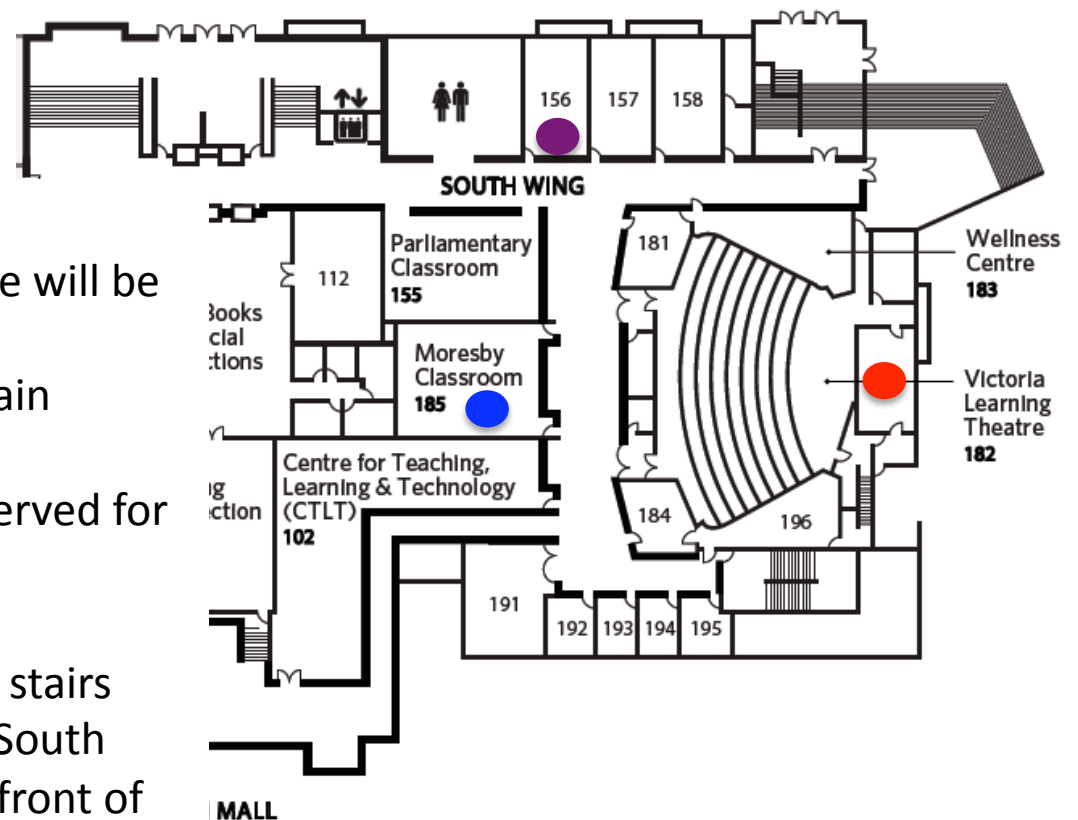 156
157
158
SOUTH WING
181
Parliamentary
Classroom
155
112
Wellness
Centre
183
e will be
Books
cial
ctions
Moresby
Classroom
185
ain
Victoria
Learning
Theatre
182
erved for
Centre for Teaching,
Learning & Technology
(CTLT)
102
g
ection
184
196
191
192
193
194
195
stairs
South
front of
MALL